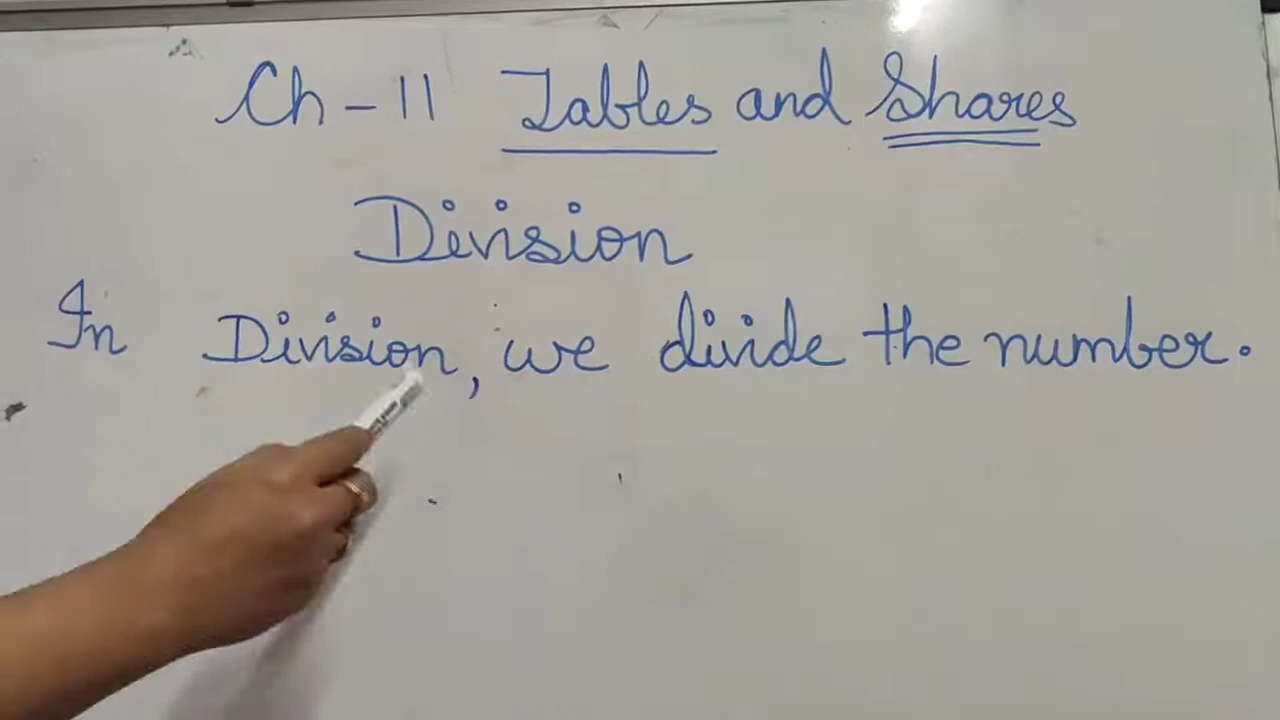 Ch - 11 Tables and Shares
Division
In Division, we divide the number.